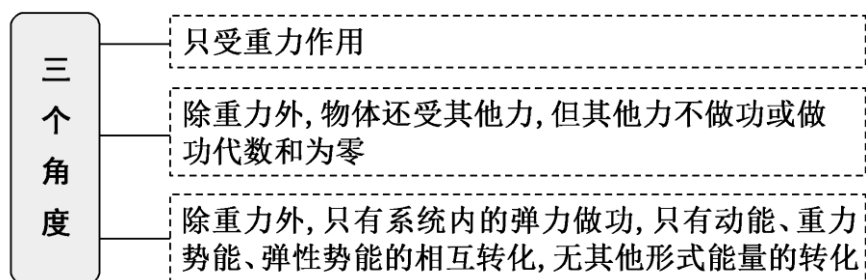 三个角度
只受重力作用
除重力外,物体还受其他力,但其他力不做功或做
功代数和为零
除重力外,只有系统内的弹力做功,只有动能、重力
势能、弹性势能的相互转化,无其他形式能量的转化